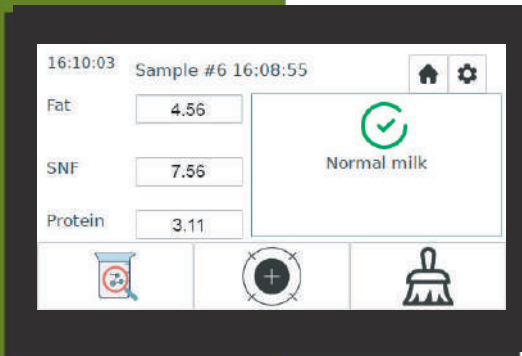 16:10:03 Sample #6 16:08:55
Fat 4.56
Normal milk
SNF 7.56
Protein 3.11